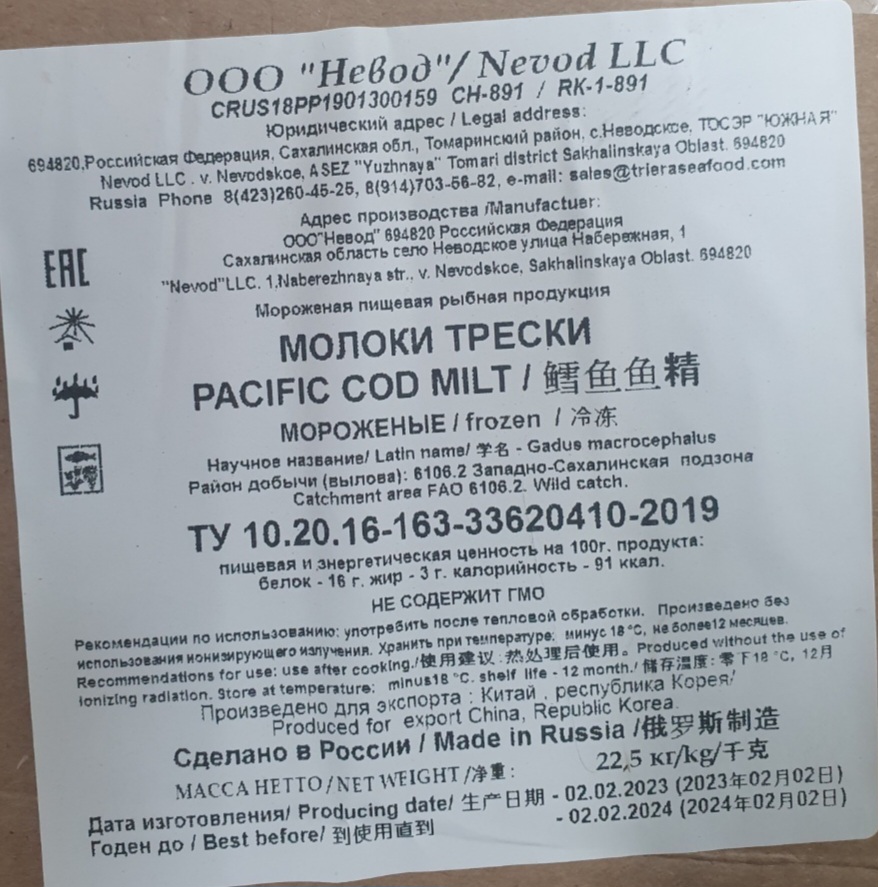 ООО "Невод"/ Nevod LLC
CRUS18PP1901300159 CH-891 / RK-1-891
Юридический адрес / Legal address:
694820,Российская Федерация, Сахалинская обл., Томаринский район, с.Неводское, ТОСЭР "ЮЖНАЯ"
Nevod LLC . v. Nevodskoe, ASEZ "Yuzhnaya" Tomari district Sakhalinskaya Oblast. 694820
Russia Phone 8(423)260-45-25, 8(914)703-56-82, e-mail: sales@trieraseafood.com
Адрес производства /Manufactuer:
ООО"Невод" 694820 Российская Федерация
Сахалинская область село Неводское улица Набережная, 1
"Nevod"LLC. 1,Naberezhnaya str., v. Nevodskoe, Sakhalinskaya Oblast. 694820
EAC
Мороженая пищевая рыбная продукция
МОЛОКИ ТРЕСКИ
PACIFIC COD MILT / 鳕鱼鱼精
МОРОЖЕНЫЕ / frozen / 冷冻
Научное название/ Latin name/ 学名 - Gadus macrocephalus
Район добычи (вылова): 6106.2 Западно-Сахалинская подзона
Catchment area FAO 6106.2. Wild catch.
ТУ 10.20.16-163-33620410-2019
пищевая и энергетическая ценность на 100г. продукта:
белок - 16 г. жир - 3 г. калорийность - 91 ккал.
НЕ СОДЕРЖИТ ГМО
Рекомендации по использованию: употребить после тепловой обработки. Произведено без
использования ионизирующего излучения. Хранить при температуре: минус 18 °C, не более12 месяцев.
Recommendations for use: use after cooking./使用建议:热处理后使用。Produced without the use of
ionizing radiation. Store at temperature: minus18 °C. shelf life - 12 month./ 储存温度: 零下18 °C, 12月
Произведено для экспорта : Китай , республика Корея/
Produced for export China, Republic Korea.
Сделано в России / Made in Russia /俄罗斯制造
МАССА НЕТТО/NET WEIGHT /净重: 22,5 кг/kg/千克
Дата изготовления/ Producing date/ 生产日期 - 02.02.2023 (2023年02月02日)
Годен до / Best before/ 到使用直到 - 02.02.2024 (2024年02月02日)